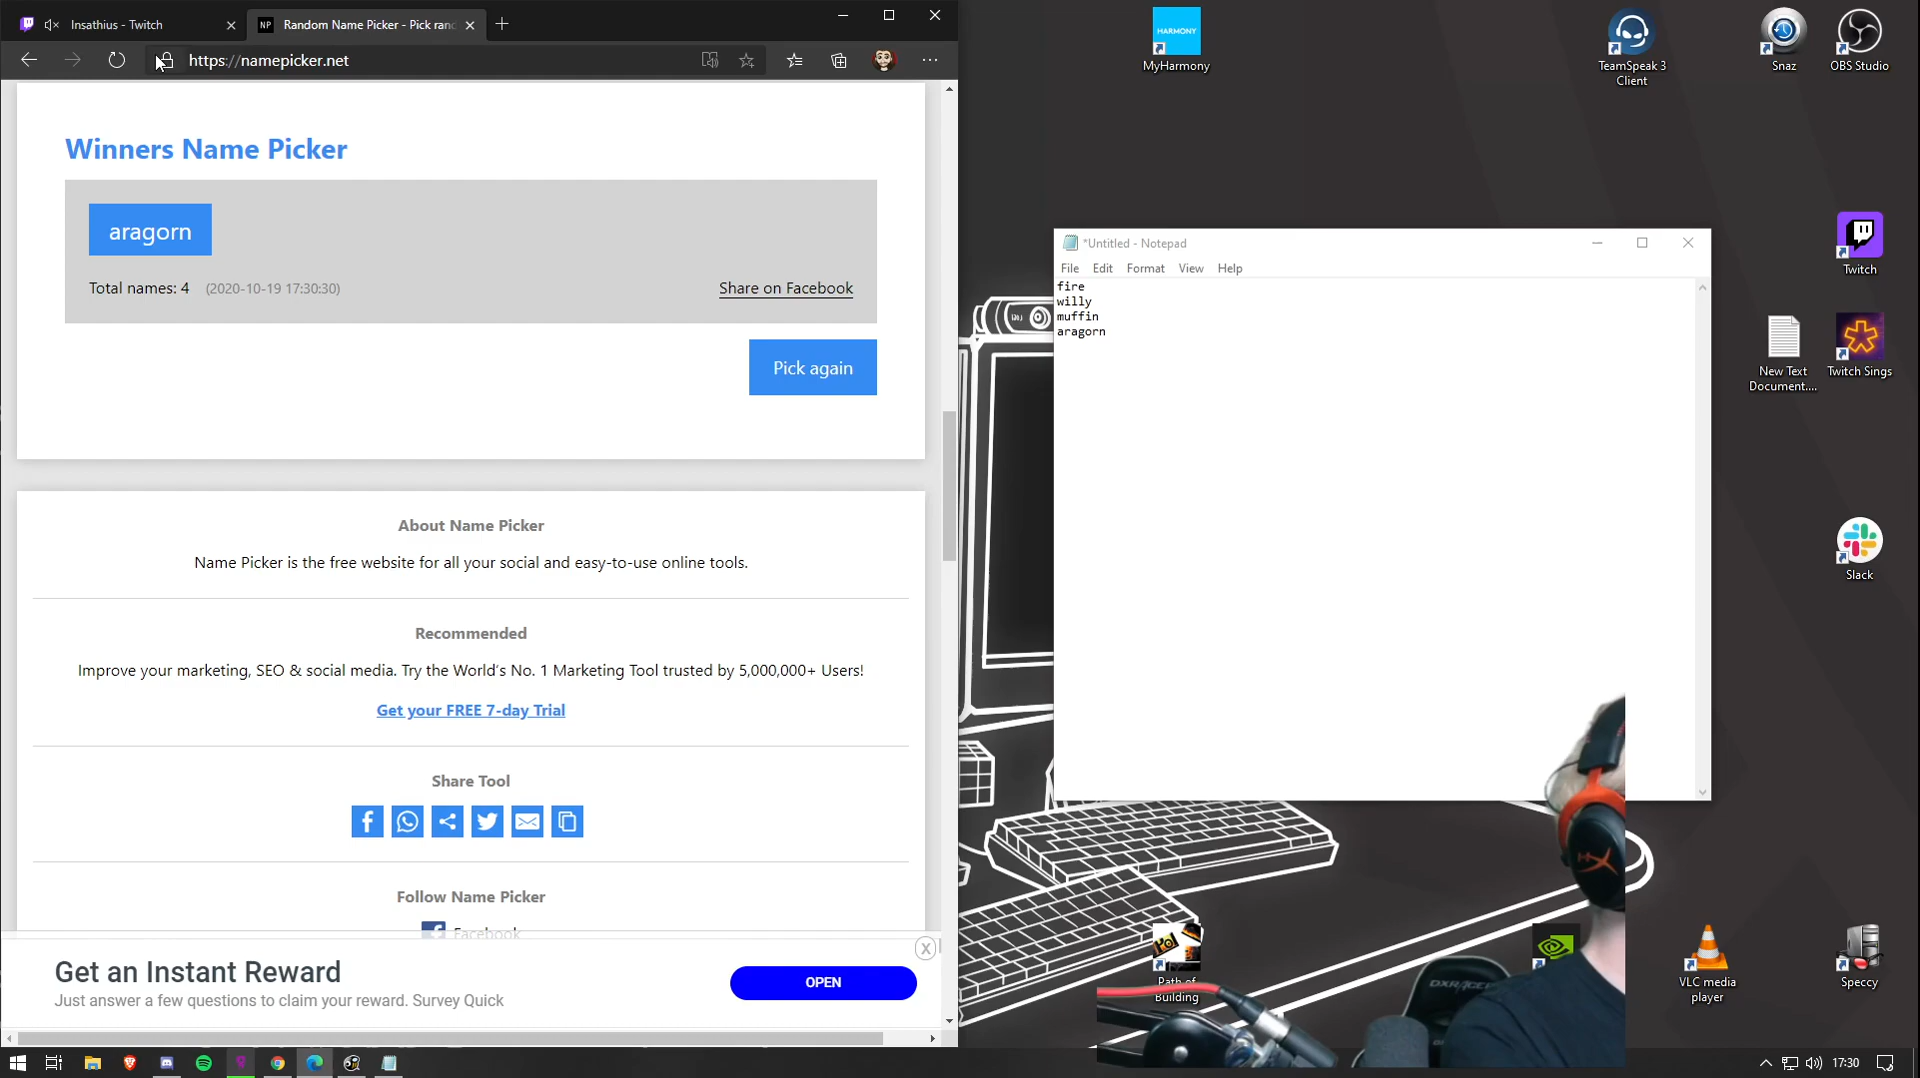 Insathius - Twitch
NP Random Name Picker - Pick ranc
https://namepicker.net
Winners Name Picker
aragorn
Total names: 4 (2020-10-19 17:30:30)
Share on Facebook
Pick again
About Name Picker
Name Picker is the free website for all your social and easy-to-use online tools.
Recommended
Improve your marketing, SEO & social media. Try the World's No. 1 Marketing Tool trusted by 5,000,000+ Users!
Get your FREE 7-day Trial
Share Tool
Follow Name Picker
Facebook
Get an Instant Reward
Just answer a few questions to claim your reward. Survey Quick
OPEN
X
HARMONY
MyHarmony
TeamSpeak 3
Client
Snaz
OBS Studio
*Untitled - Notepad
File Edit Format View Help
fire
willy
muffin
aragorn
Twitch
New Text
Document....
Twitch Sings
Slack
Path of
Building
VLC media
player
Speccy
DXRACER
17:30